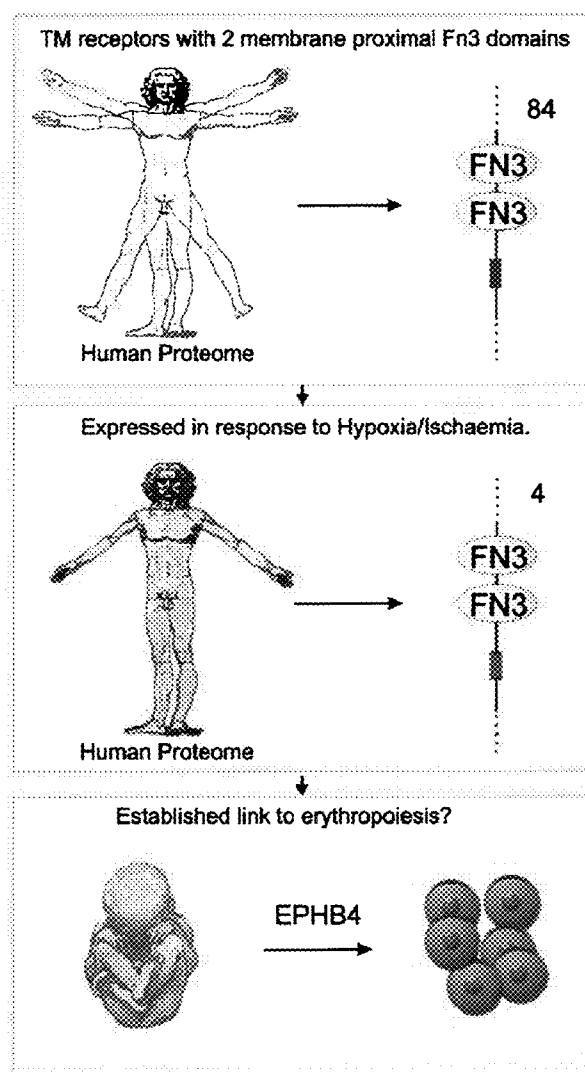 TM receptors with 2 membrane proximal Fn3 domains
84
FN3
FN3
Human Proteome
Expressed in response to Hypoxia/Ischaemia.
4
FN3
FN3
Human Proteome
Established link to erythropoiesis?
EPHB4